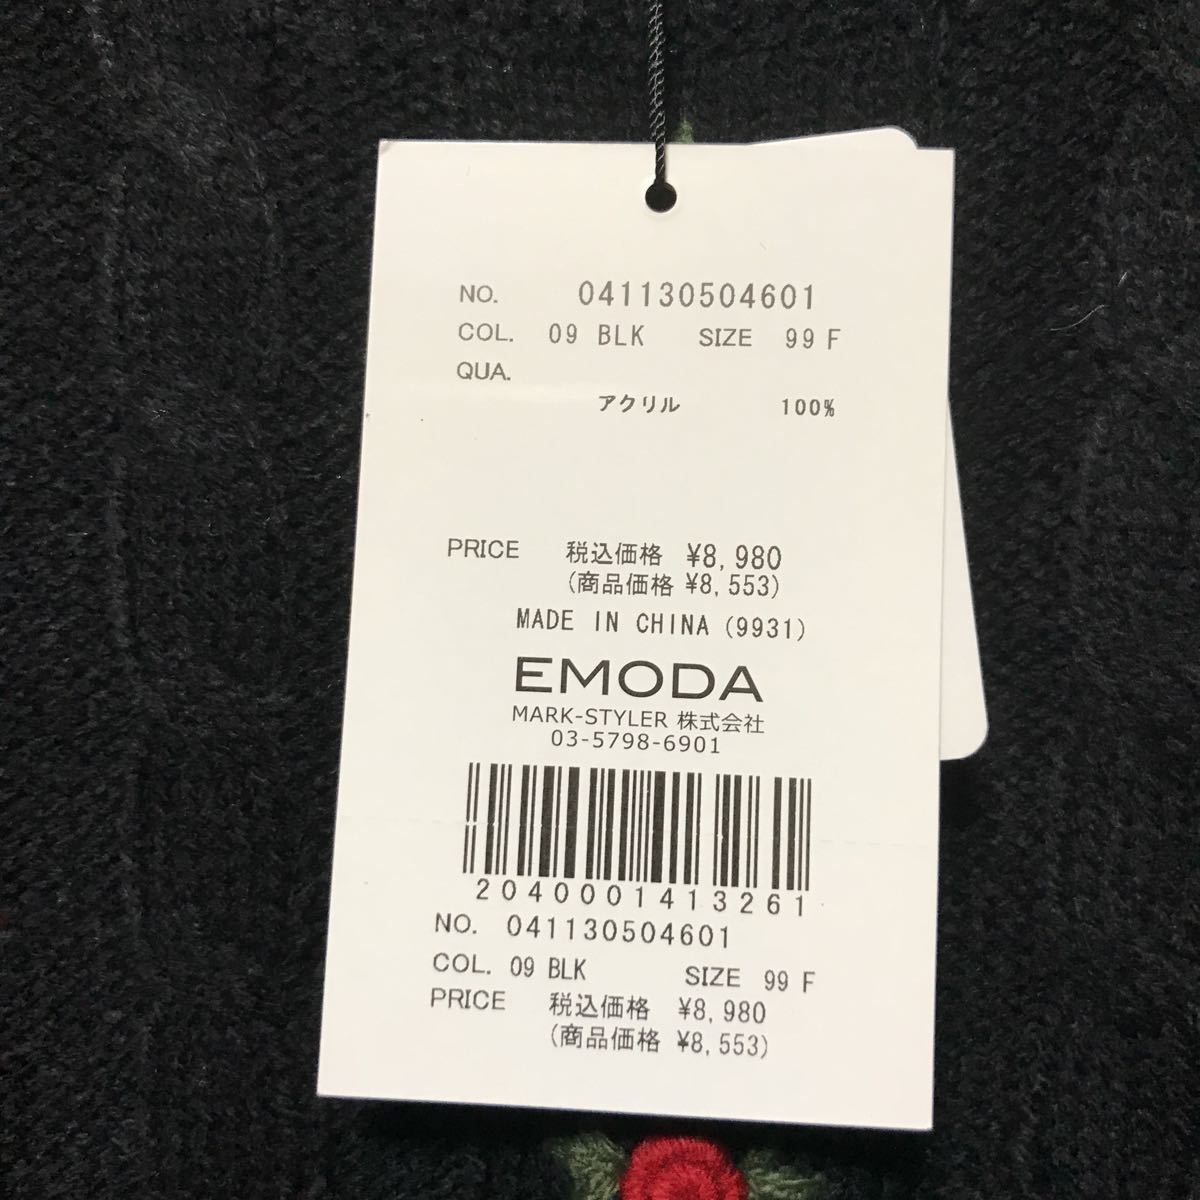 NO. 041130504601
COL. 09 BLK SIZE 99 F
QUA.
アクリル 100%
PRICE 税込価格 ¥8,980
(商品価格 ¥8,553)
MADE IN CHINA (9931)
EMODA
MARK-STYLER 株式会社
03-5798-6901
2040001413261
NO. 041130504601
COL. 09 BLK SIZE 99 F
PRICE 税込価格 ¥8,980
(商品価格 ¥8,553)